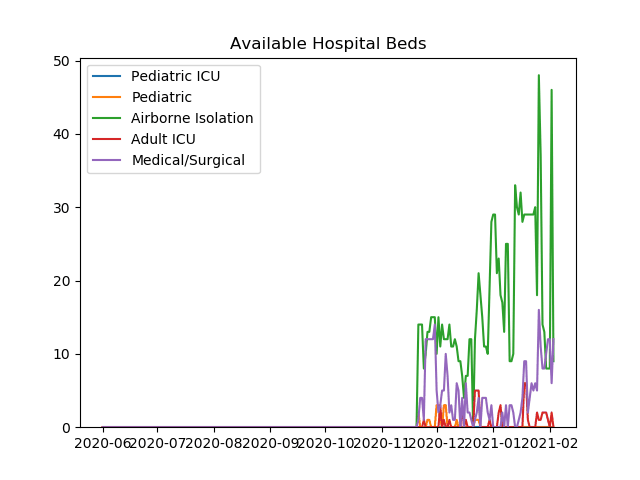 Available Hospital Beds
50
40
30
20
10
0
Pediatric ICU
Pediatric
Airborne Isolation
Adult ICU
Medical/Surgical
2020-06 2020-07 2020-08 2020-09 2020-10 2020-11 2020-12 2021-01 2021-02